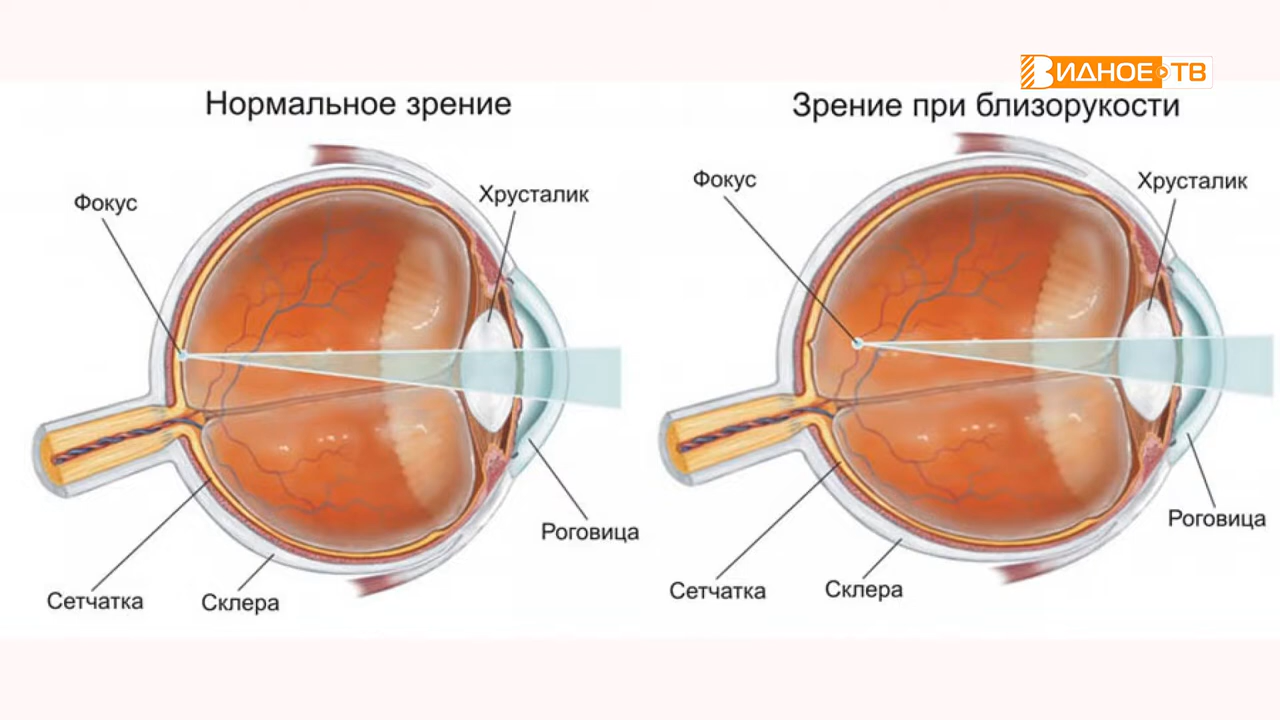 ВИДНОЕ ТВ
Нормальное зрение
Зрение при близорукости
Фокус
Хрусталик
Роговица
Сетчатка
Склера
Фокус
Хрусталик
Роговица
Сетчатка
Склера